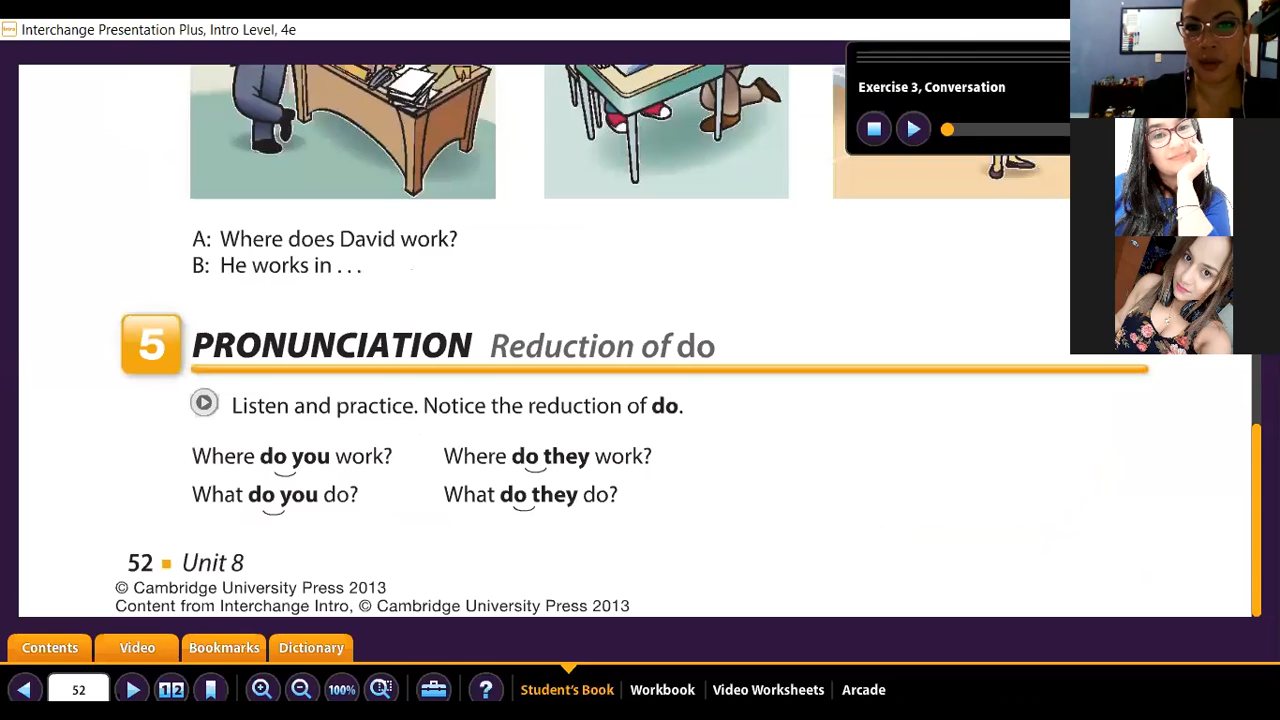 Interchange Presentation Plus, Intro Level, 4e
Exercise 3, Conversation
A: Where does David work?
B: He works in . . .
5 PRONUNCIATION Reduction of do
Listen and practice. Notice the reduction of do.
Where do you work? Where do they work?
What do you do? What do they do?
52 ▪ Unit 8
© Cambridge University Press 2013
Content from Interchange Intro, © Cambridge University Press 2013
Contents Video Bookmarks Dictionary
52 12 100% ? Student's Book Workbook Video Worksheets Arcade